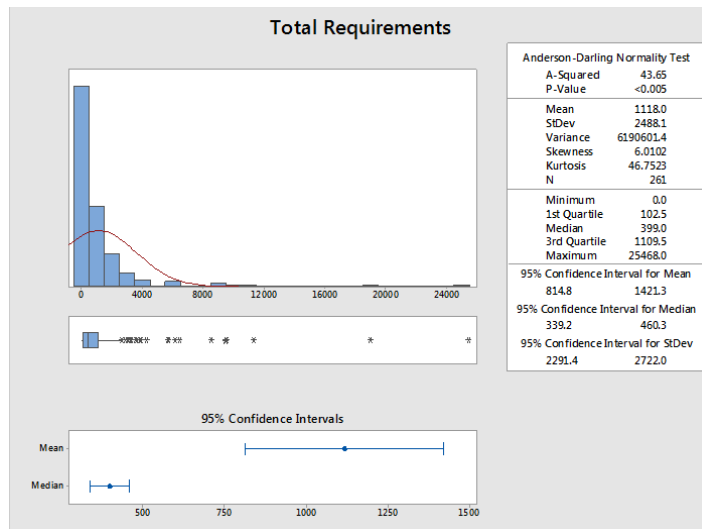 Total Requirements
0 4000 8000 12000 16000 20000 24000
95% Confidence Intervals
Mean
Median
500 750 1000 1250 1500
Anderson-Darling Normality Test
A-Squared 43.65
P-Value <0.005
Mean 1118.0
StDev 2488.1
Variance 6190601.4
Skewness 6.0102
Kurtosis 46.7523
N 261
Minimum 0.0
1st Quartile 102.5
Median 399.0
3rd Quartile 1109.5
Maximum 25468.0
95% Confidence Interval for Mean
814.8 1421.3
95% Confidence Interval for Median
339.2 460.3
95% Confidence Interval for StDev
2291.4 2722.0